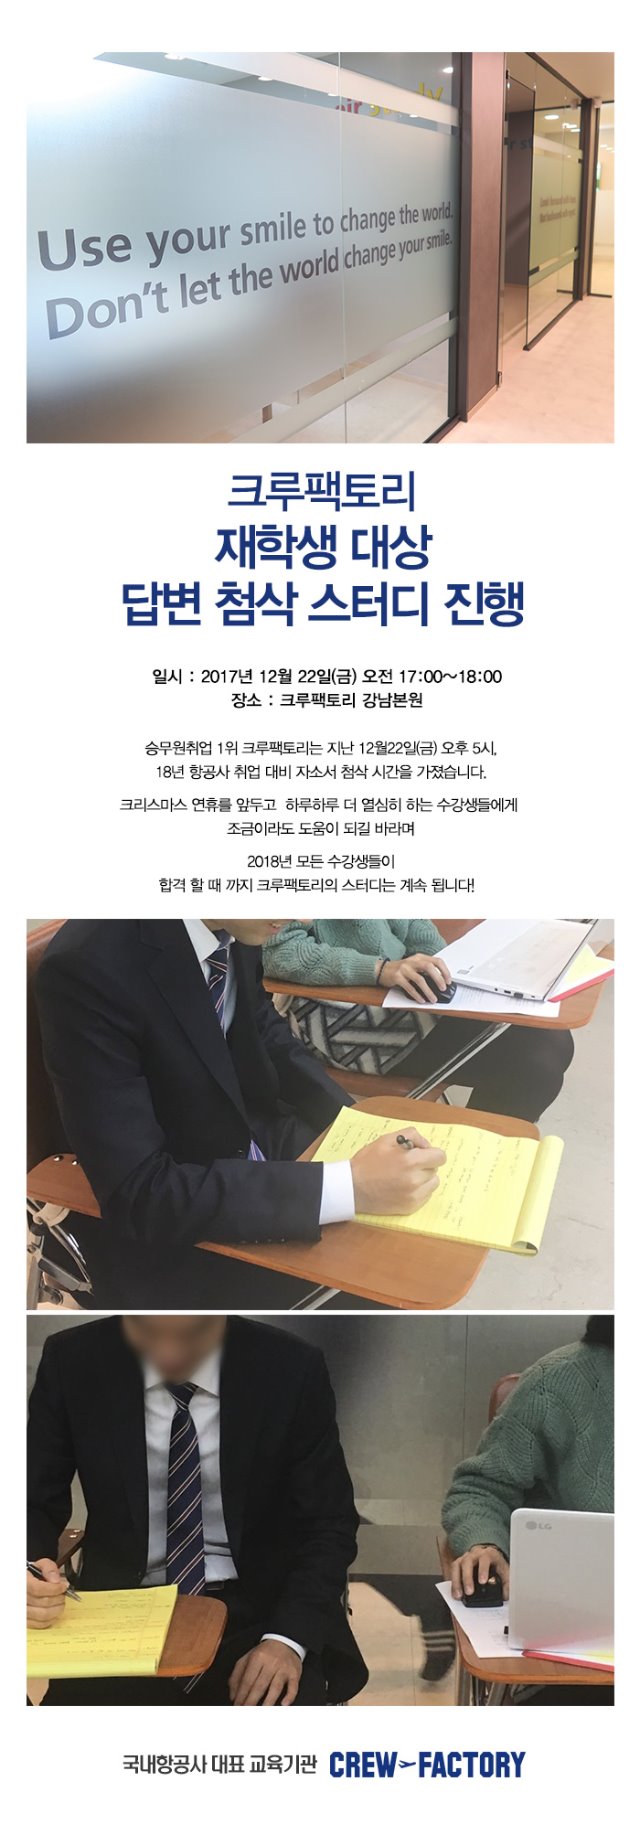 Use your smile to change the world.
Don't let the world change your smile.
크루팩토리
재학생 대상
답변 첨삭 스터디 진행
일시 : 2017년 12월 22일(금) 오전 17:00~18:00
장소 : 크루팩토리 강남본원
승무원취업 1위 크루팩토리는 지난 12월22일(금) 오후 5시,
18년 항공사 취업 대비 자소서 첨삭 시간을 가졌습니다.
크리스마스 연휴를 앞두고 하루하루 더 열심히 하는 수강생들에게
조금이라도 도움이 되길 바라며
2018년 모든 수강생들이
합격 할 때 까지 크루팩토리의 스터디는 계속 됩니다!
LG
국내항공사 대표 교육기관 CREW FACTORY